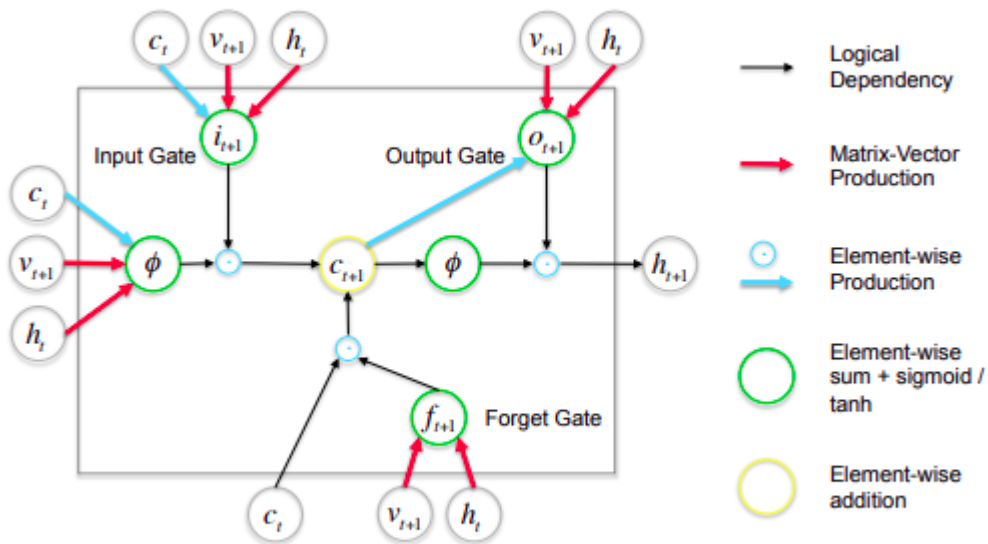 c_t
v_{t+1}
h_t
v_{t+1}
h_t
Logical
Dependency
i_{t+1}
o_{t+1}
Input Gate
Output Gate
Matrix-Vector
Production
c_t
v_{t+1}
ϕ
c_{t+1}
ϕ
h_{t+1}
Element-wise
Production
h_t
Element-wise
sum + sigmoid /
tanh
f_{t+1}
Forget Gate
c_t
v_{t+1}
h_t
Element-wise
addition